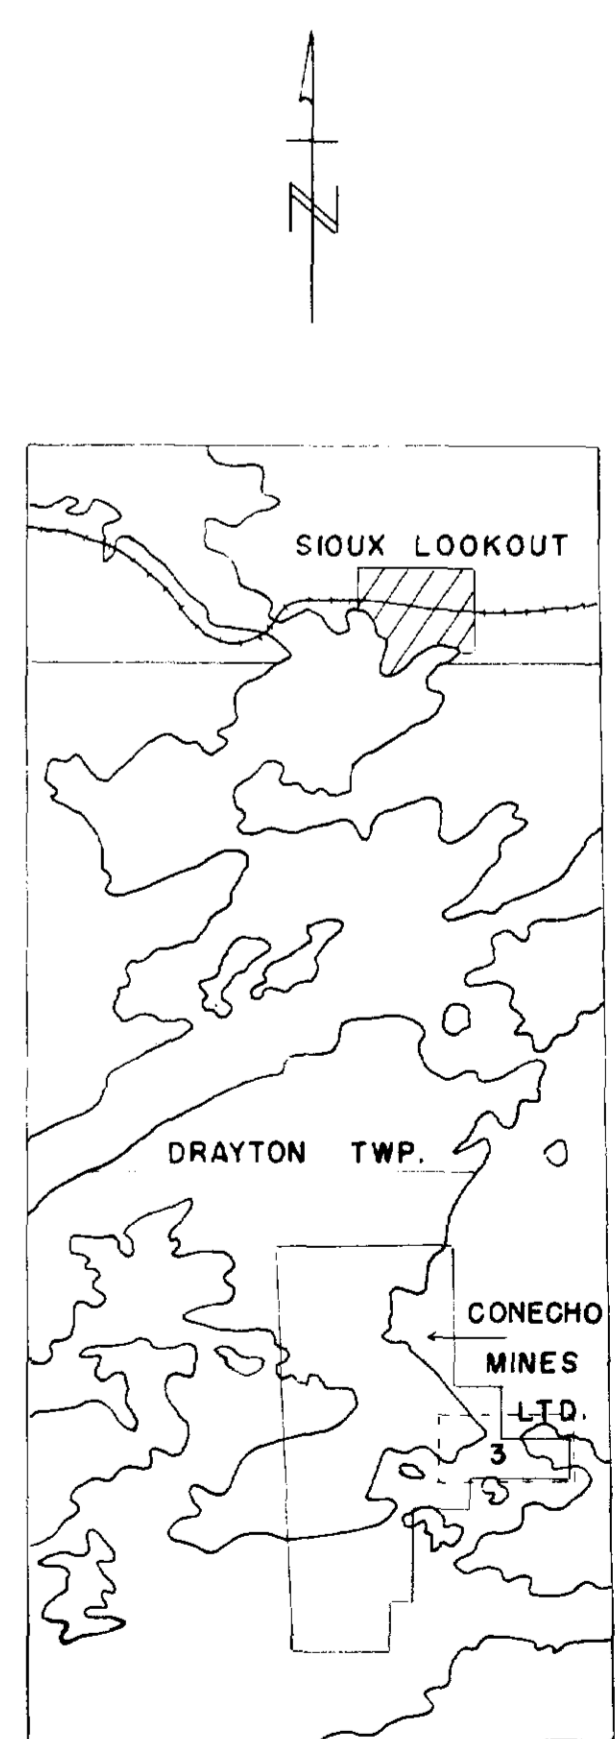 N
SIOUX LOOKOUT
DRAYTON TWP.
CONECHO
MINES
LTD.
3